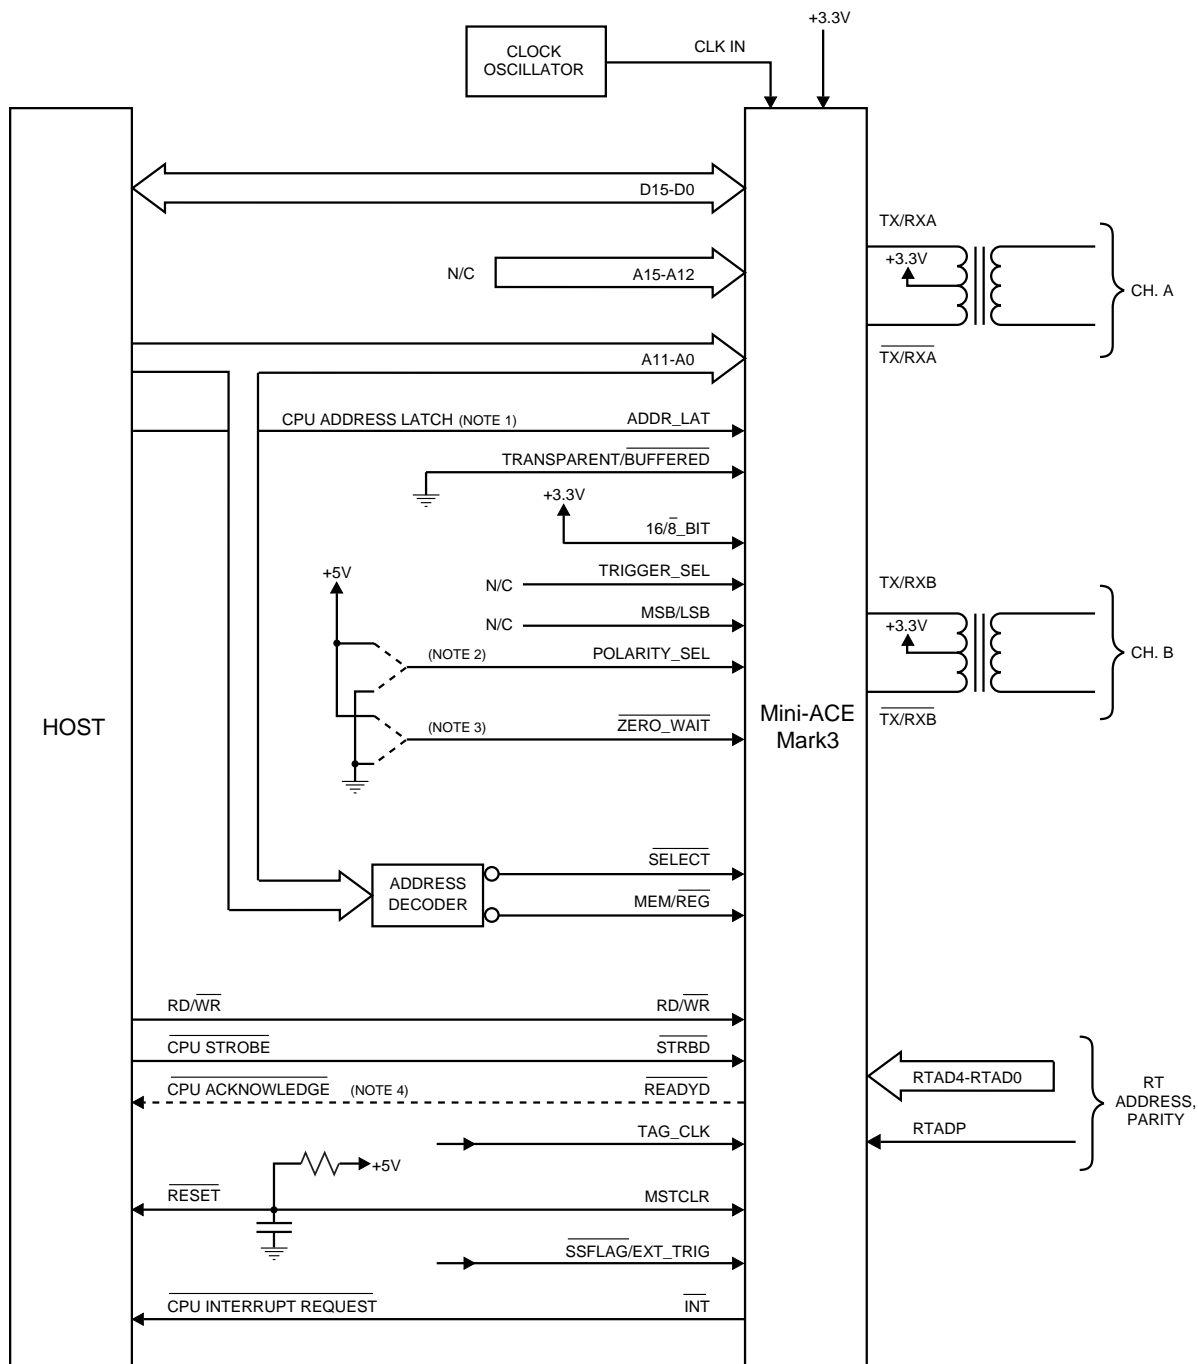 +3.3V
CLOCK
OSCILLATOR
CLK IN
D15-D0
TX/RXA
N/C
A15-A12
+3.3V
CH. A
A11-A0
TX/RXA
CPU ADDRESS LATCH (NOTE 1)
ADDR_LAT
TRANSPARENT/BUFFERED
+3.3V
16/8_BIT
+5V
N/C
TRIGGER_SEL
TX/RXB
N/C
MSB/LSB
+3.3V
(NOTE 2)
POLARITY_SEL
CH. B
HOST
(NOTE 3)
ZERO_WAIT
Mini-ACE
Mark3
TX/RXB
SELECT
ADDRESS
DECODER
MEM/REG
RD/WR
RD/WR
CPU STROBE
STRBD
CPU ACKNOWLEDGE (NOTE 4)
READYD
RTAD4-RTAD0
RT
ADDRESS,
PARITY
TAG_CLK
RTADP
+5V
RESET
MSTCLR
SSFLAG/EXT_TRIG
CPU INTERRUPT REQUEST
INT